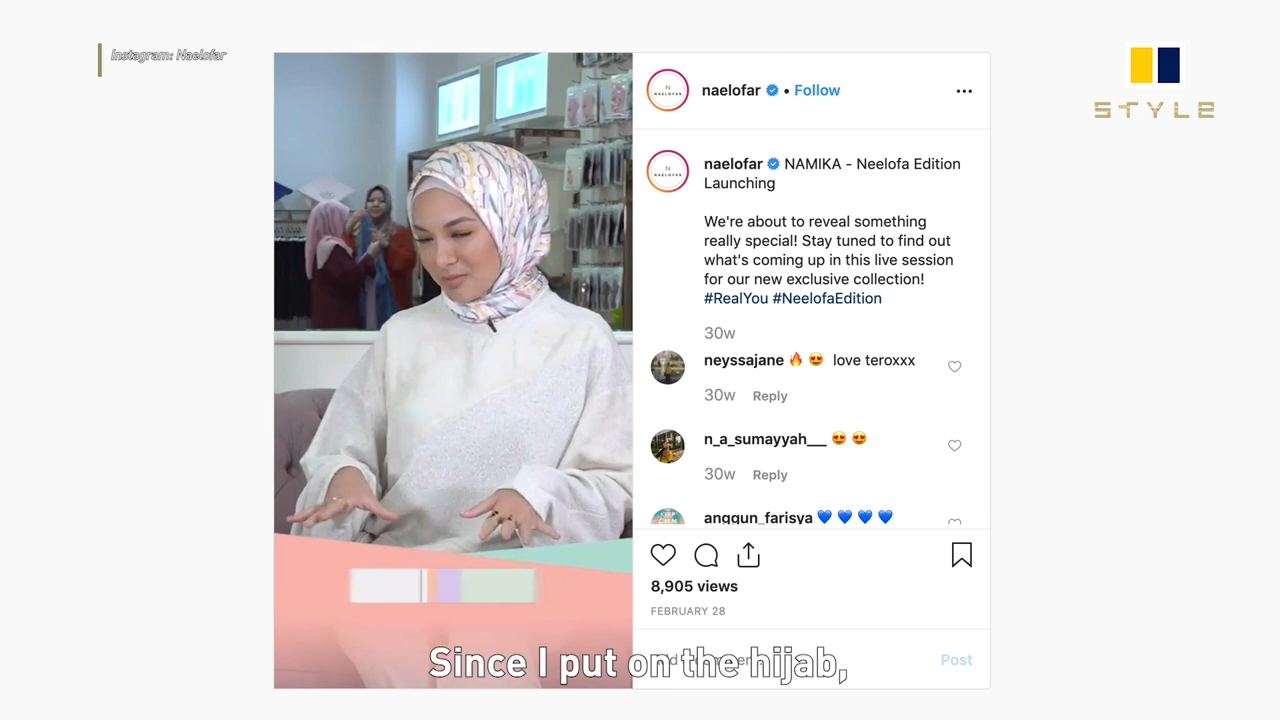 Instagram: Naelofar
STYLE
N
NAELOFAR
naelofar • Follow
N
NAELOFAR
naelofar NAMIKA - Neelofa Edition
Launching
We're about to reveal something
really special! Stay tuned to find out
what's coming up in this live session
for our new exclusive collection!
#RealYou #NeelofaEdition
30w
neyssajane 🔥 😍 love teroxxx
30w Reply
n_a_sumayyah___ 😍 😍
30w Reply
anggun_farisya 💙 💙 💙 💙
8,905 views
FEBRUARY 28
Post
Since I put on the hijab,